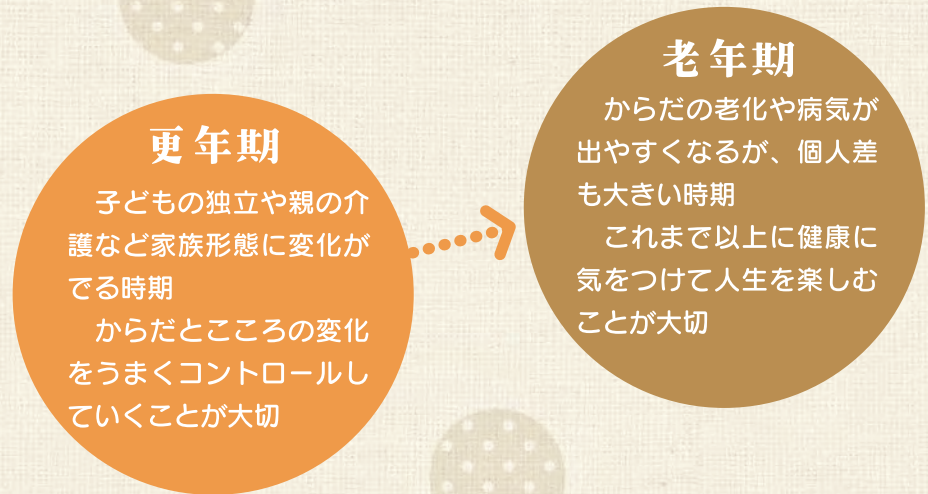 更年期
　子どもの独立や親の介
護など家族形態に変化が
でる時期
　からだとこころの変化
をうまくコントロールし
ていくことが大切
老年期
　からだの老化や病気が
出やすくなるが、個人差
も大きい時期
　これまで以上に健康に
気をつけて人生を楽しむ
ことが大切